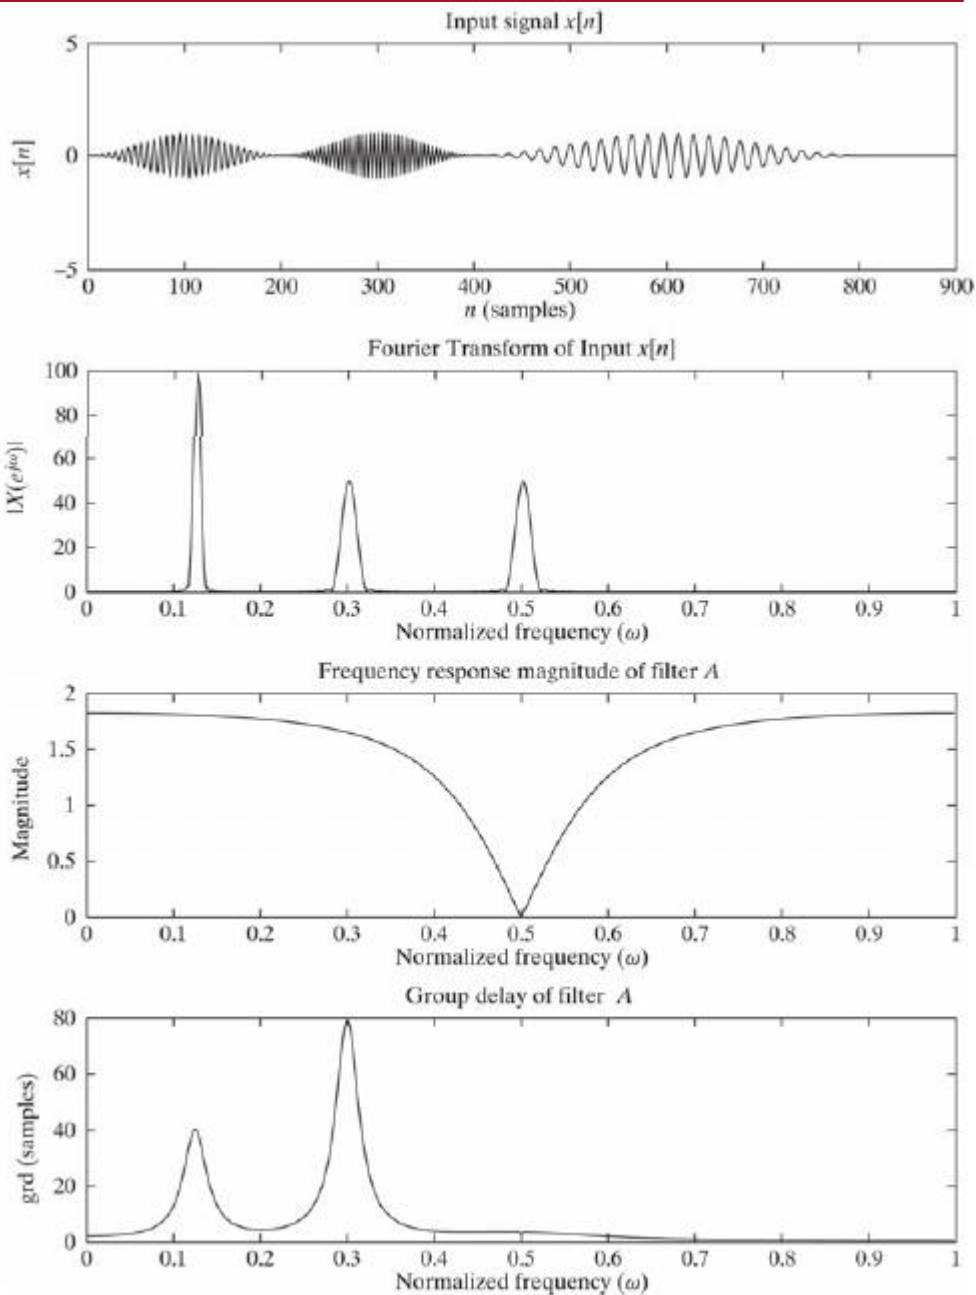 Input signal x[n]
5
0
−5
x[n]
0 100 200 300 400 500 600 700 800 900
n (samples)
Fourier Transform of Input x[n]
100
80
60
40
20
0
|X(e^{jω})|
0 0.1 0.2 0.3 0.4 0.5 0.6 0.7 0.8 0.9 1
Normalized frequency (ω)
Frequency response magnitude of filter A
2
1.5
1
0.5
0
Magnitude
0 0.1 0.2 0.3 0.4 0.5 0.6 0.7 0.8 0.9 1
Normalized frequency (ω)
Group delay of filter A
80
60
40
20
0
grd (samples)
0 0.1 0.2 0.3 0.4 0.5 0.6 0.7 0.8 0.9 1
Normalized frequency (ω)